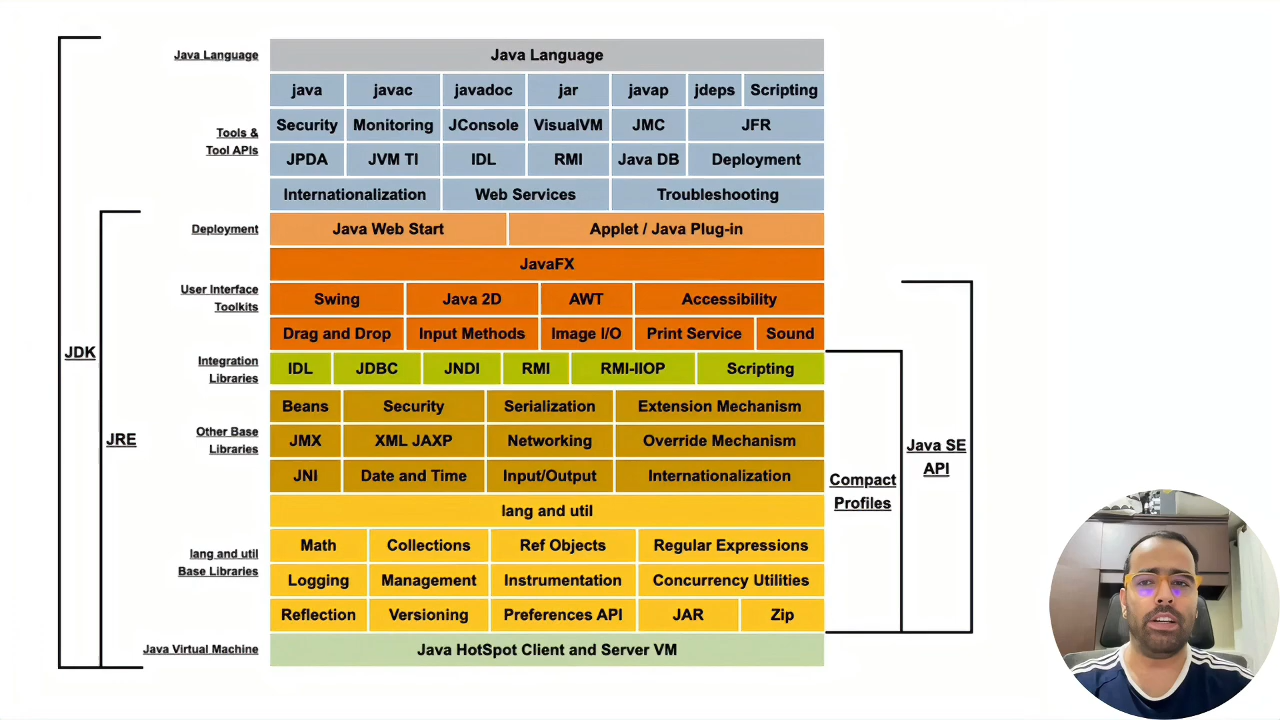 Java Language
Java Language
java javac javadoc jar javap jdeps Scripting
Tools &
Tool APIs
Security Monitoring JConsole VisualVM JMC JFR
JPDA JVM TI IDL RMI Java DB Deployment
Internationalization Web Services Troubleshooting
Deployment
Java Web Start Applet / Java Plug-in
JavaFX
User Interface
Toolkits
Swing Java 2D AWT Accessibility
Drag and Drop Input Methods Image I/O Print Service Sound
JDK
Integration
Libraries
IDL JDBC JNDI RMI RMI-IIOP Scripting
JRE
Other Base
Libraries
Beans Security Serialization Extension Mechanism
JMX XML JAXP Networking Override Mechanism
JNI Date and Time Input/Output Internationalization
Java SE
API
Compact
Profiles
lang and util
lang and util
Base Libraries
Math Collections Ref Objects Regular Expressions
Logging Management Instrumentation Concurrency Utilities
Reflection Versioning Preferences API JAR Zip
Java Virtual Machine
Java HotSpot Client and Server VM